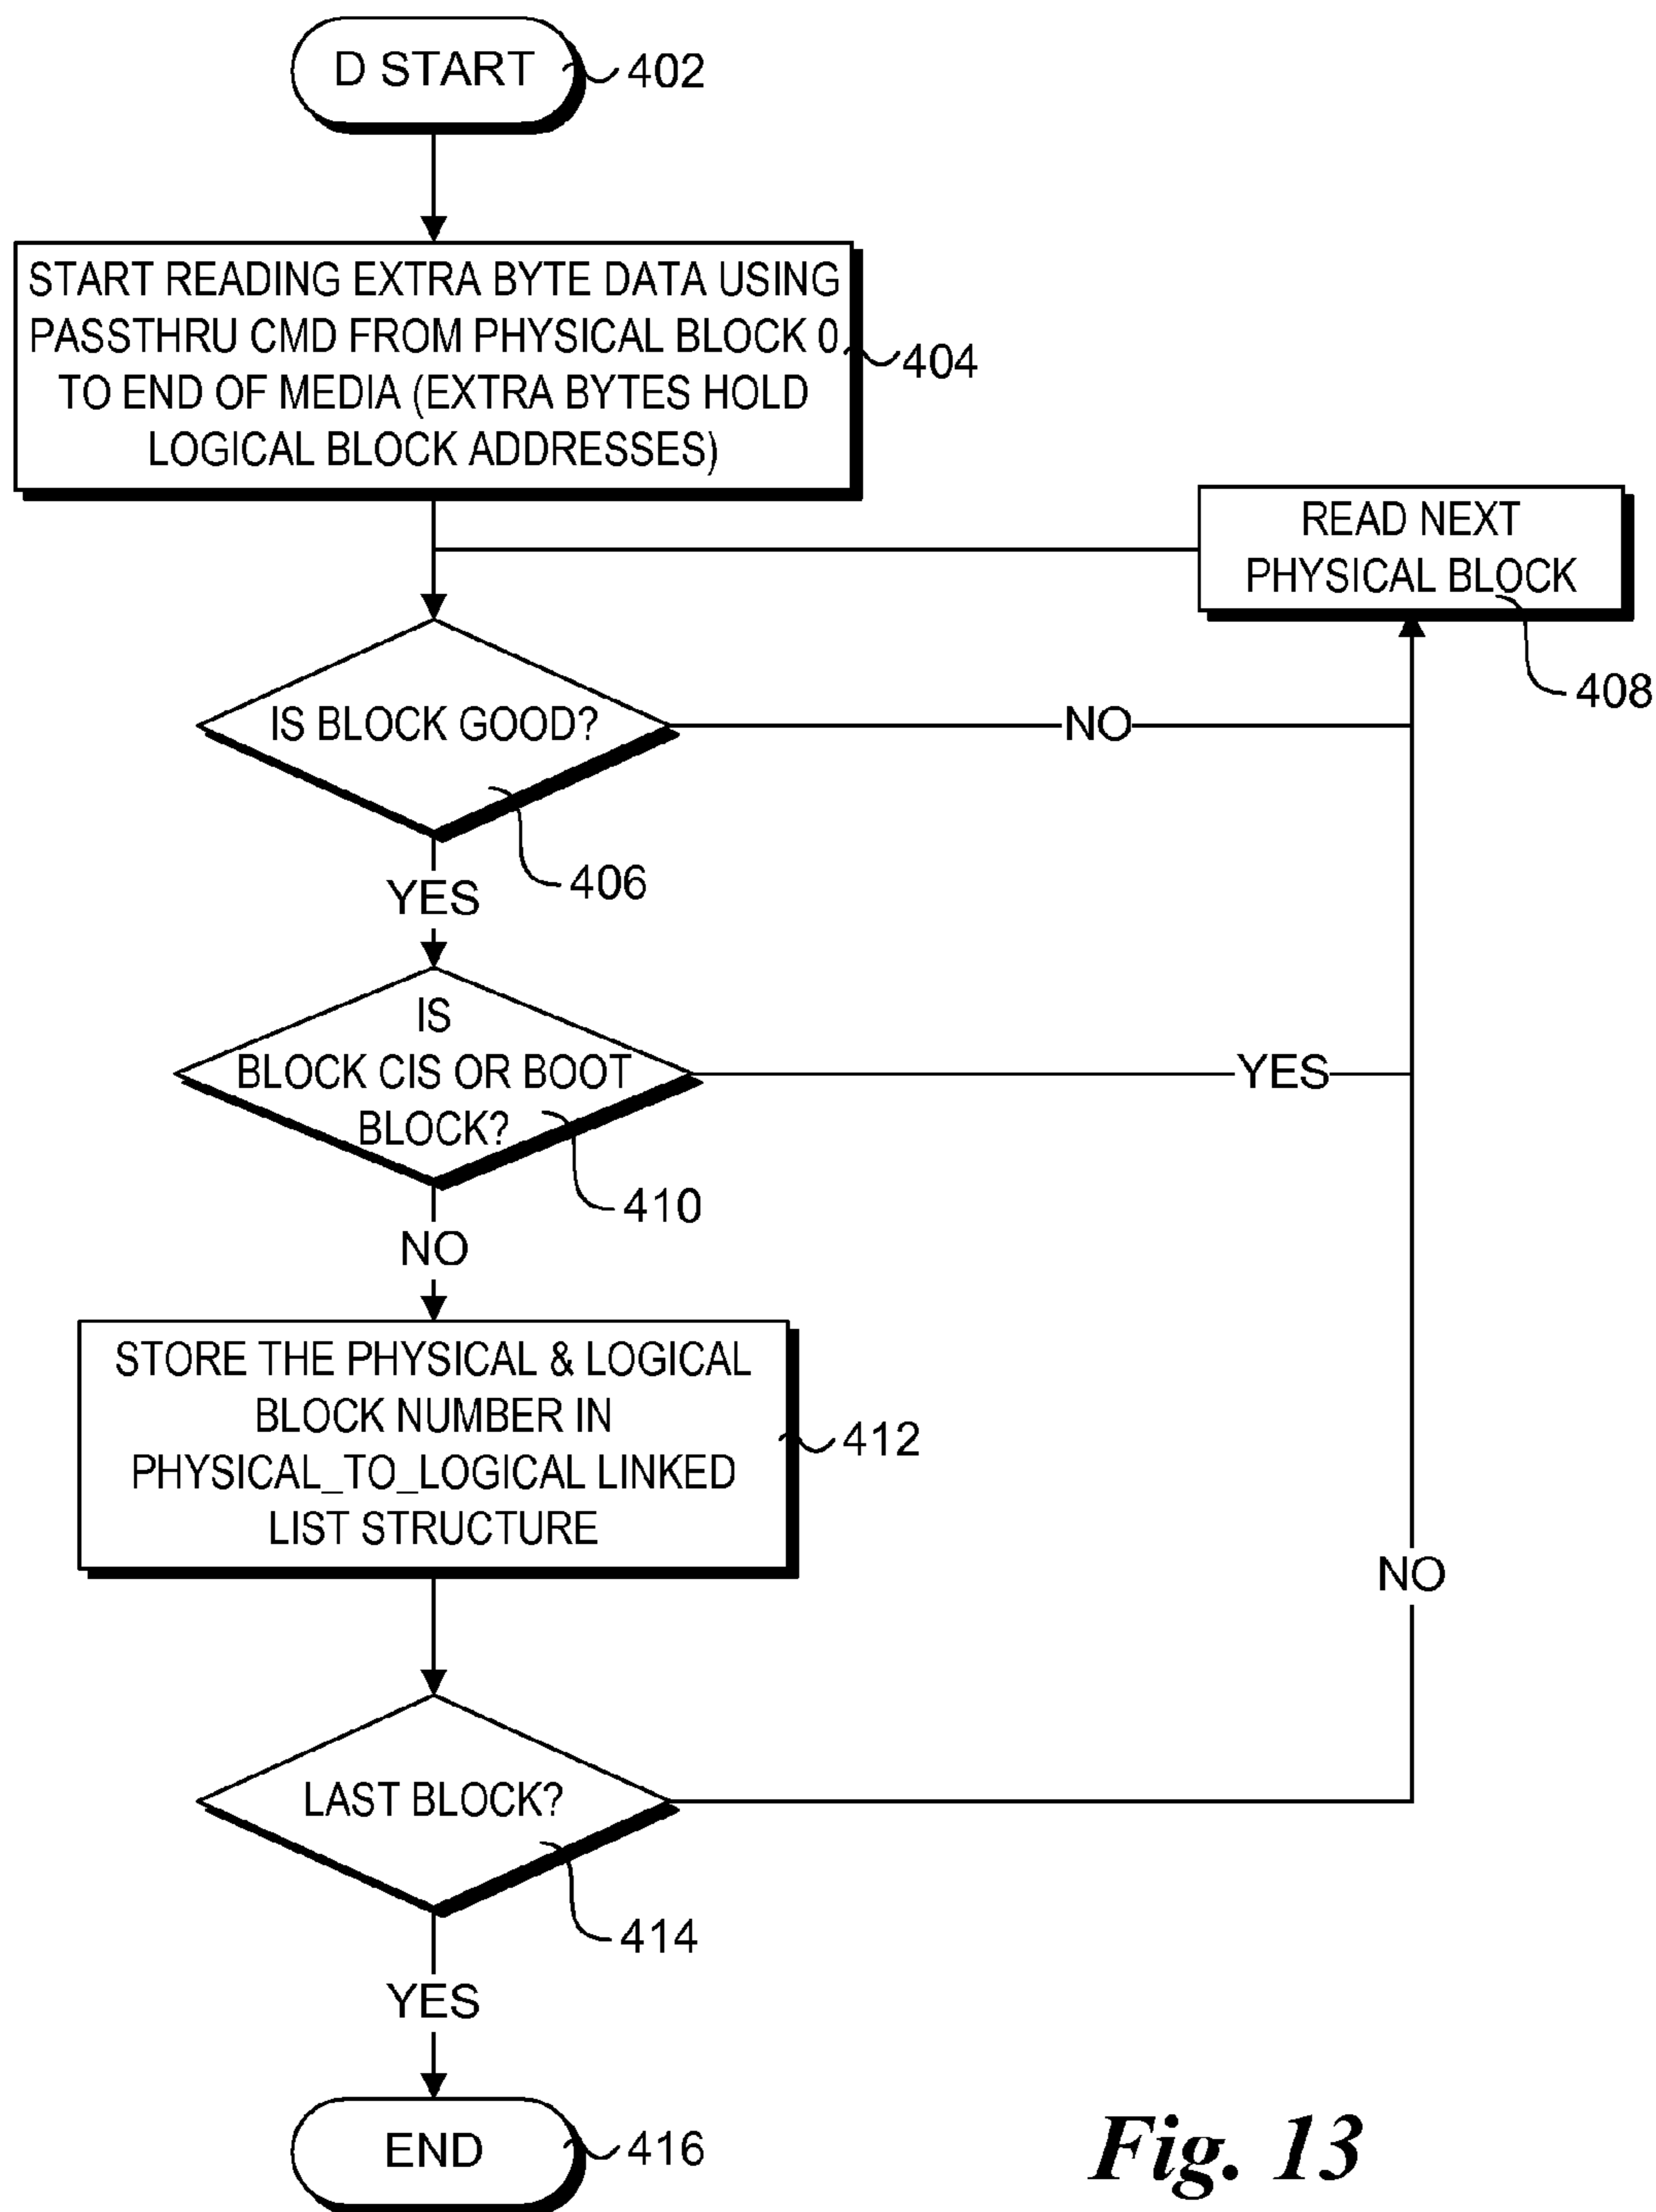 D START
402
START READING EXTRA BYTE DATA USING
PASSTHRU CMD FROM PHYSICAL BLOCK 0
TO END OF MEDIA (EXTRA BYTES HOLD
LOGICAL BLOCK ADDRESSES)
404
READ NEXT
PHYSICAL BLOCK
408
IS BLOCK GOOD?
NO
406
YES
IS
BLOCK CIS OR BOOT
BLOCK?
YES
410
NO
STORE THE PHYSICAL & LOGICAL
BLOCK NUMBER IN
PHYSICAL_TO_LOGICAL LINKED
LIST STRUCTURE
412
NO
LAST BLOCK?
414
YES
END
416
Fig. 13